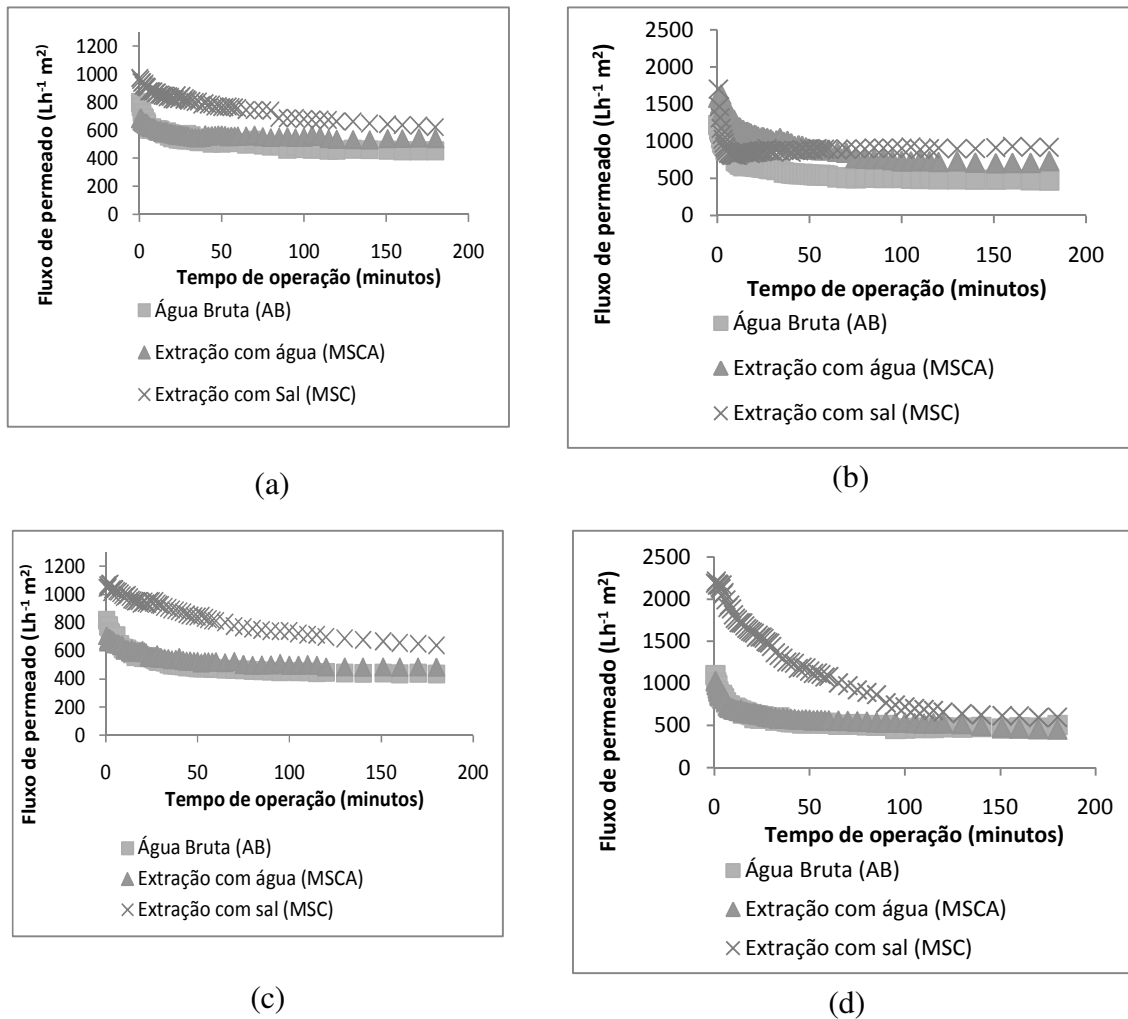 Fluxo de permeado (Lh⁻¹ m²)
1200
1000
800
600
400
200
0
0 50 100 150 200
Tempo de operação (minutos)
Água Bruta (AB)
Extração com água (MSCA)
Extração com Sal (MSC)
(a)
Fluxo de permeado (Lh⁻¹ m²)
2500
2000
1500
1000
500
0
0 50 100 150 200
Tempo de operação (minutos)
Água Bruta (AB)
Extração com água (MSCA)
Extração com sal (MSC)
(b)
Fluxo de permeado (Lh⁻¹ m²)
1200
1000
800
600
400
200
0
0 50 100 150 200
Tempo de operação (minutos)
Água Bruta (AB)
Extração com água (MSCA)
Extração com sal (MSC)
(c)
Fluxo de permeado (Lh⁻¹ m²)
2500
2000
1500
1000
500
0
0 50 100 150 200
Tempo de operação (minutos)
Água Bruta (AB)
Extração com água (MSCA)
Extração com sal (MSC)
(d)